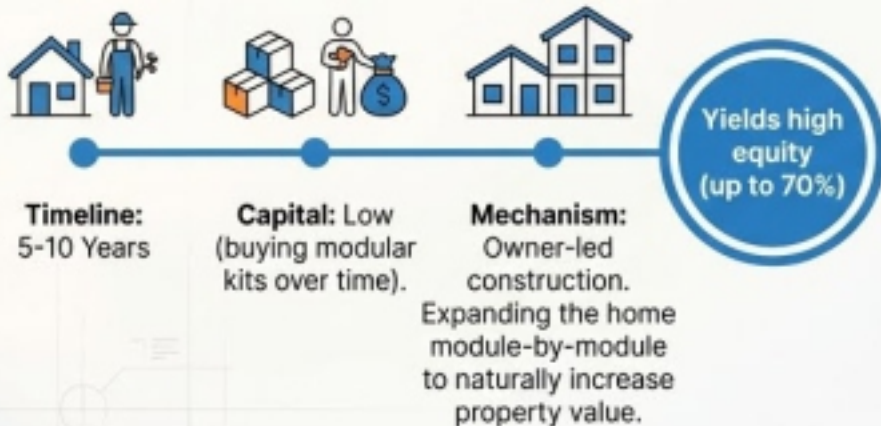 Timeline:
5-10 Years
Capital: Low
(buying modular
kits over time).
Mechanism:
Owner-led
construction.
Expanding the home
module-by-module
to naturally increase
property value.
$
Yields high
equity
(up to 70%)